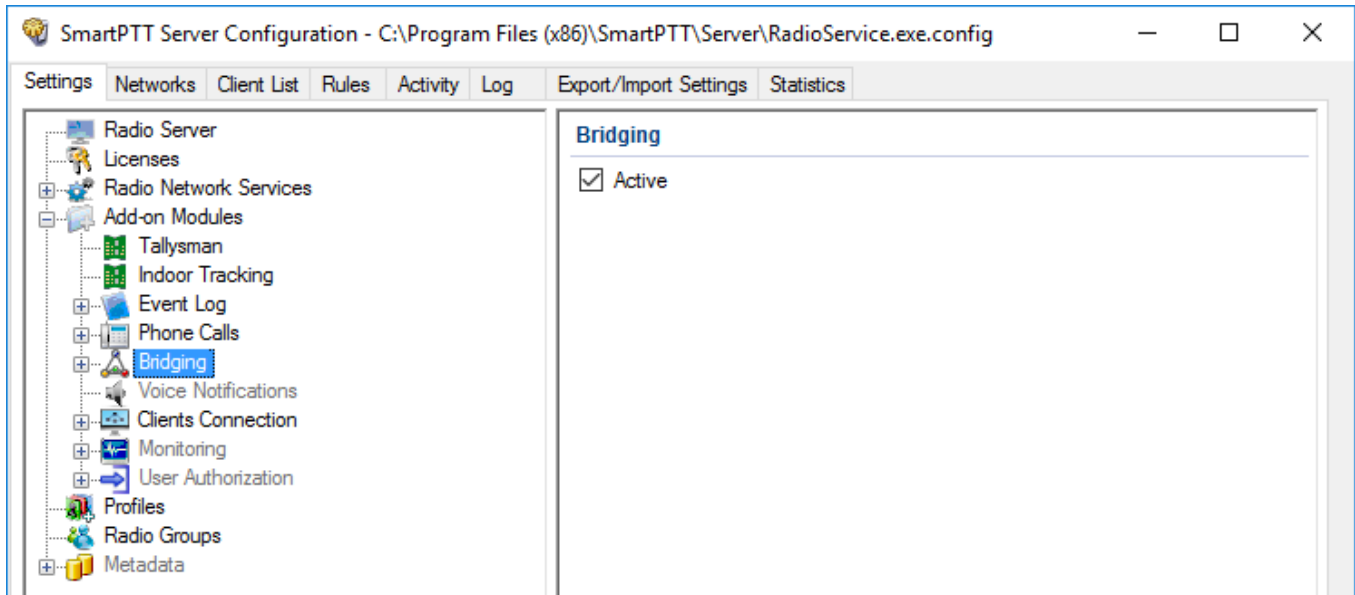 SmartPTT Server Configuration - C:\Program Files (x86)\SmartPTT\Server\RadioService.exe.config
Settings Networks Client List Rules Activity Log Export/Import Settings Statistics
Radio Server
Licenses
Radio Network Services
Add-on Modules
Tallysman
Indoor Tracking
Event Log
Phone Calls
Bridging
Voice Notifications
Clients Connection
Monitoring
User Authorization
Profiles
Radio Groups
Metadata
Bridging
Active